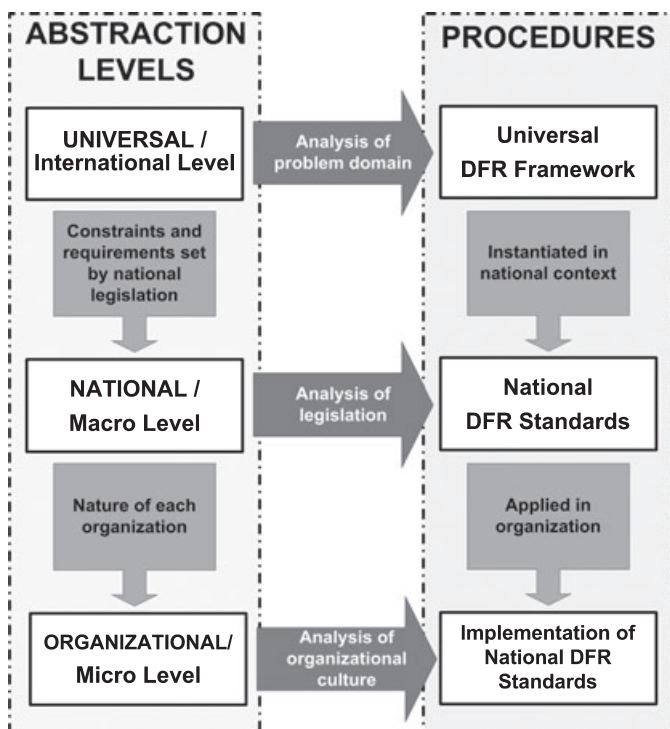 ABSTRACTION
LEVELS
PROCEDURES
UNIVERSAL /
International Level
Analysis of
problem domain
Universal
DFR Framework
Constraints and
requirements set
by national
legislation
Instantiated in
national context
NATIONAL /
Macro Level
Analysis of
legislation
National
DFR Standards
Nature of each
organization
Applied in
organization
ORGANIZATIONAL/
Micro Level
Analysis of
organizational
culture
Implementation of
National DFR
Standards